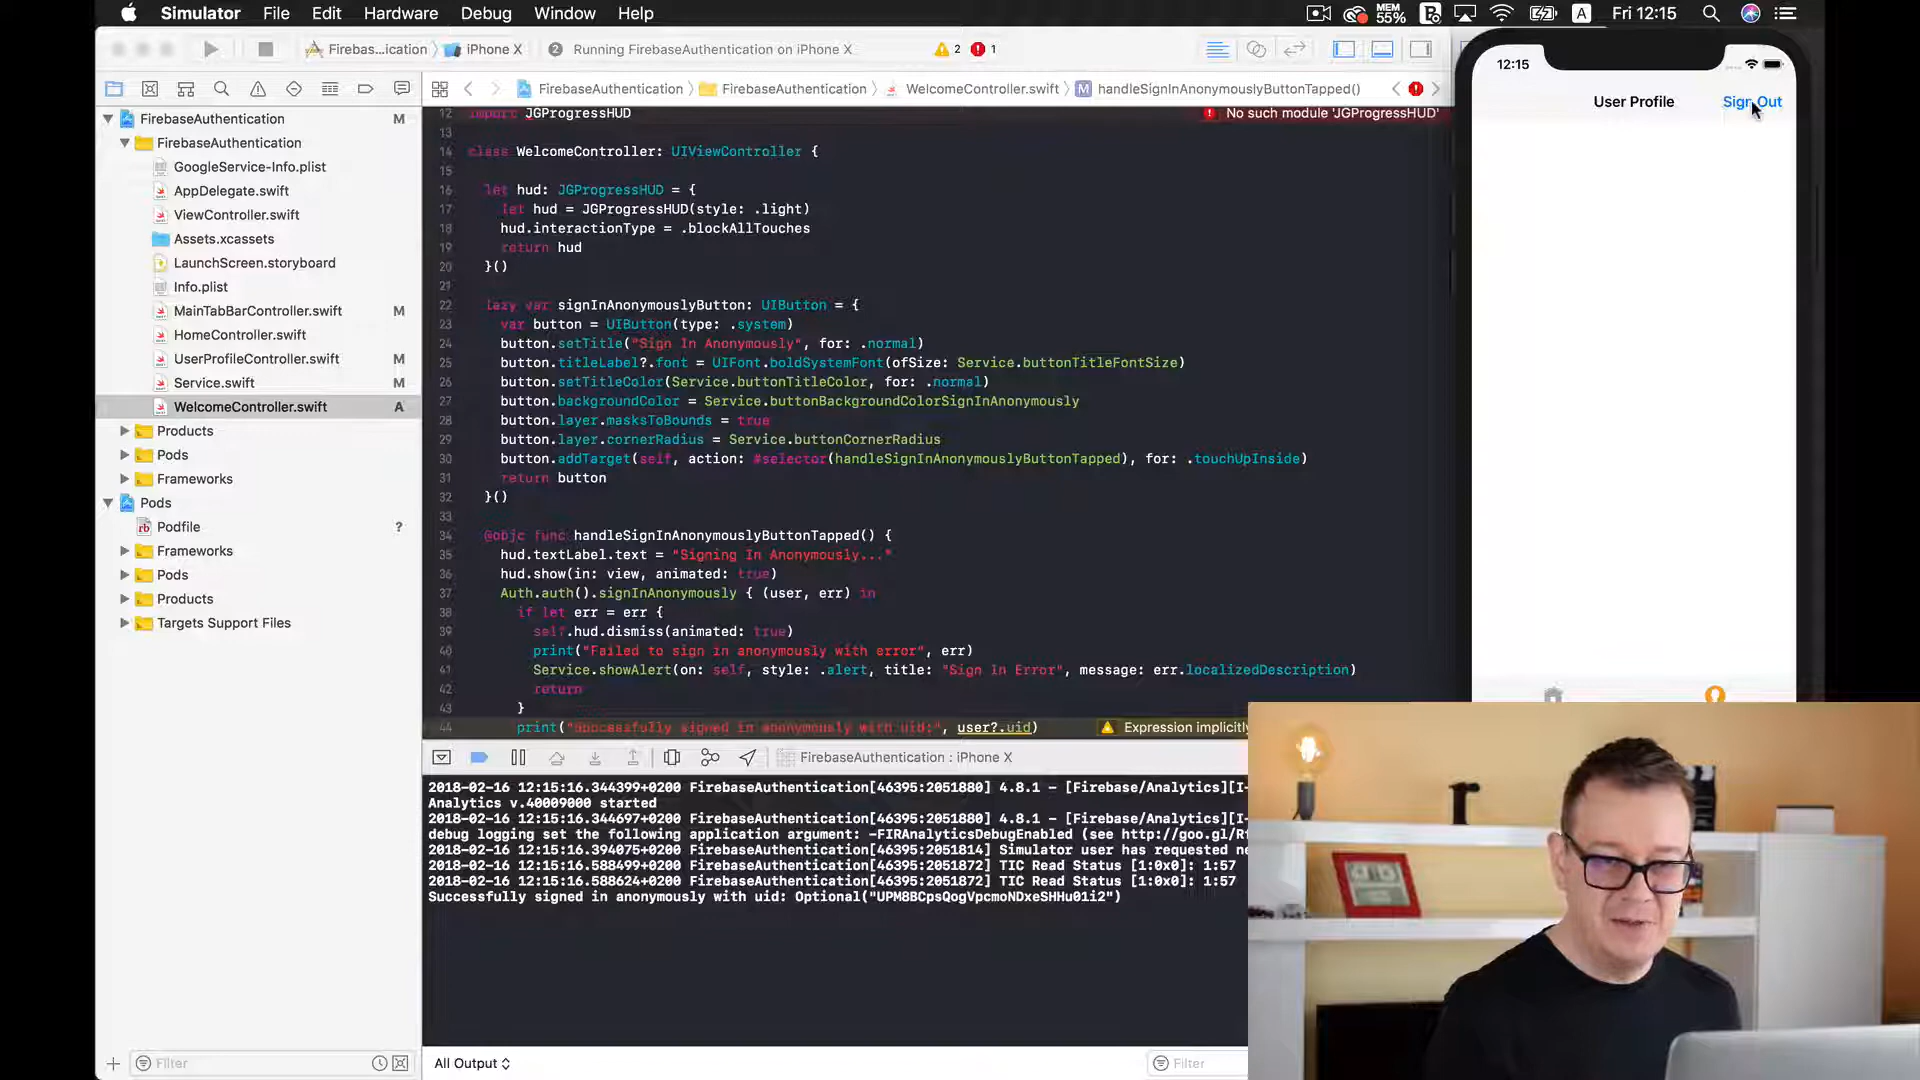 Simulator File Edit Hardware Debug Window Help
MEM 55% A Fri 12:15
Firebas...ication iPhone X
2 Running FirebaseAuthentication on iPhone X
2 1
FirebaseAuthentication FirebaseAuthentication WelcomeController.swift M handleSignInAnonymouslyButtonTapped()
FirebaseAuthentication M
FirebaseAuthentication
GoogleService-Info.plist
AppDelegate.swift
ViewController.swift
Assets.xcassets
LaunchScreen.storyboard
Info.plist
MainTabBarController.swift M
HomeController.swift
UserProfileController.swift M
Service.swift M
WelcomeController.swift A
Products
Pods
Frameworks
Pods
Podfile ?
Frameworks
Pods
Products
Targets Support Files
Filter
12 import JGProgressHUD
No such module 'JGProgressHUD'
13
14 class WelcomeController: UIViewController {
15
16 let hud: JGProgressHUD = {
17 let hud = JGProgressHUD(style: .light)
18 hud.interactionType = .blockAllTouches
19 return hud
20 }()
21
22 lazy var signInAnonymouslyButton: UIButton = {
23 var button = UIButton(type: .system)
24 button.setTitle("Sign In Anonymously", for: .normal)
25 button.titleLabel?.font = UIFont.boldSystemFont(ofSize: Service.buttonTitleFontSize)
26 button.setTitleColor(Service.buttonTitleColor, for: .normal)
27 button.backgroundColor = Service.buttonBackgroundColorSignInAnonymously
28 button.layer.masksToBounds = true
29 button.layer.cornerRadius = Service.buttonCornerRadius
30 button.addTarget(self, action: #selector(handleSignInAnonymouslyButtonTapped), for: .touchUpInside)
31 return button
32 }()
33
34 @objc func handleSignInAnonymouslyButtonTapped() {
35 hud.textLabel.text = "Signing In Anonymously..."
36 hud.show(in: view, animated: true)
37 Auth.auth().signInAnonymously { (user, err) in
38 if let err = err {
39 self.hud.dismiss(animated: true)
40 print("Failed to sign in anonymously with error", err)
41 Service.showAlert(on: self, style: .alert, title: "Sign In Error", message: err.localizedDescription)
42 return
43 }
44 print("Successfully signed in anonymously with uid:", user?.uid)
Expression implicitly
FirebaseAuthentication : iPhone X
2018-02-16 12:15:16.344399+0200 FirebaseAuthentication[46395:2051880] 4.8.1 - [Firebase/Analytics][I-
Analytics v.40009000 started
2018-02-16 12:15:16.344697+0200 FirebaseAuthentication[46395:2051880] 4.8.1 - [Firebase/Analytics][I-
debug logging set the following application argument: -FIRAnalyticsDebugEnabled (see http://goo.gl/Rf
2018-02-16 12:15:16.394075+0200 FirebaseAuthentication[46395:2051814] Simulator user has requested ne
2018-02-16 12:15:16.588499+0200 FirebaseAuthentication[46395:2051872] TIC Read Status [1:0x0]: 1:57
2018-02-16 12:15:16.588624+0200 FirebaseAuthentication[46395:2051872] TIC Read Status [1:0x0]: 1:57
Successfully signed in anonymously with uid: Optional("UPM8BCpsQogVpcmoNDxeSHHu01i2")
All Output
Filter
12:15
User Profile
Sign Out